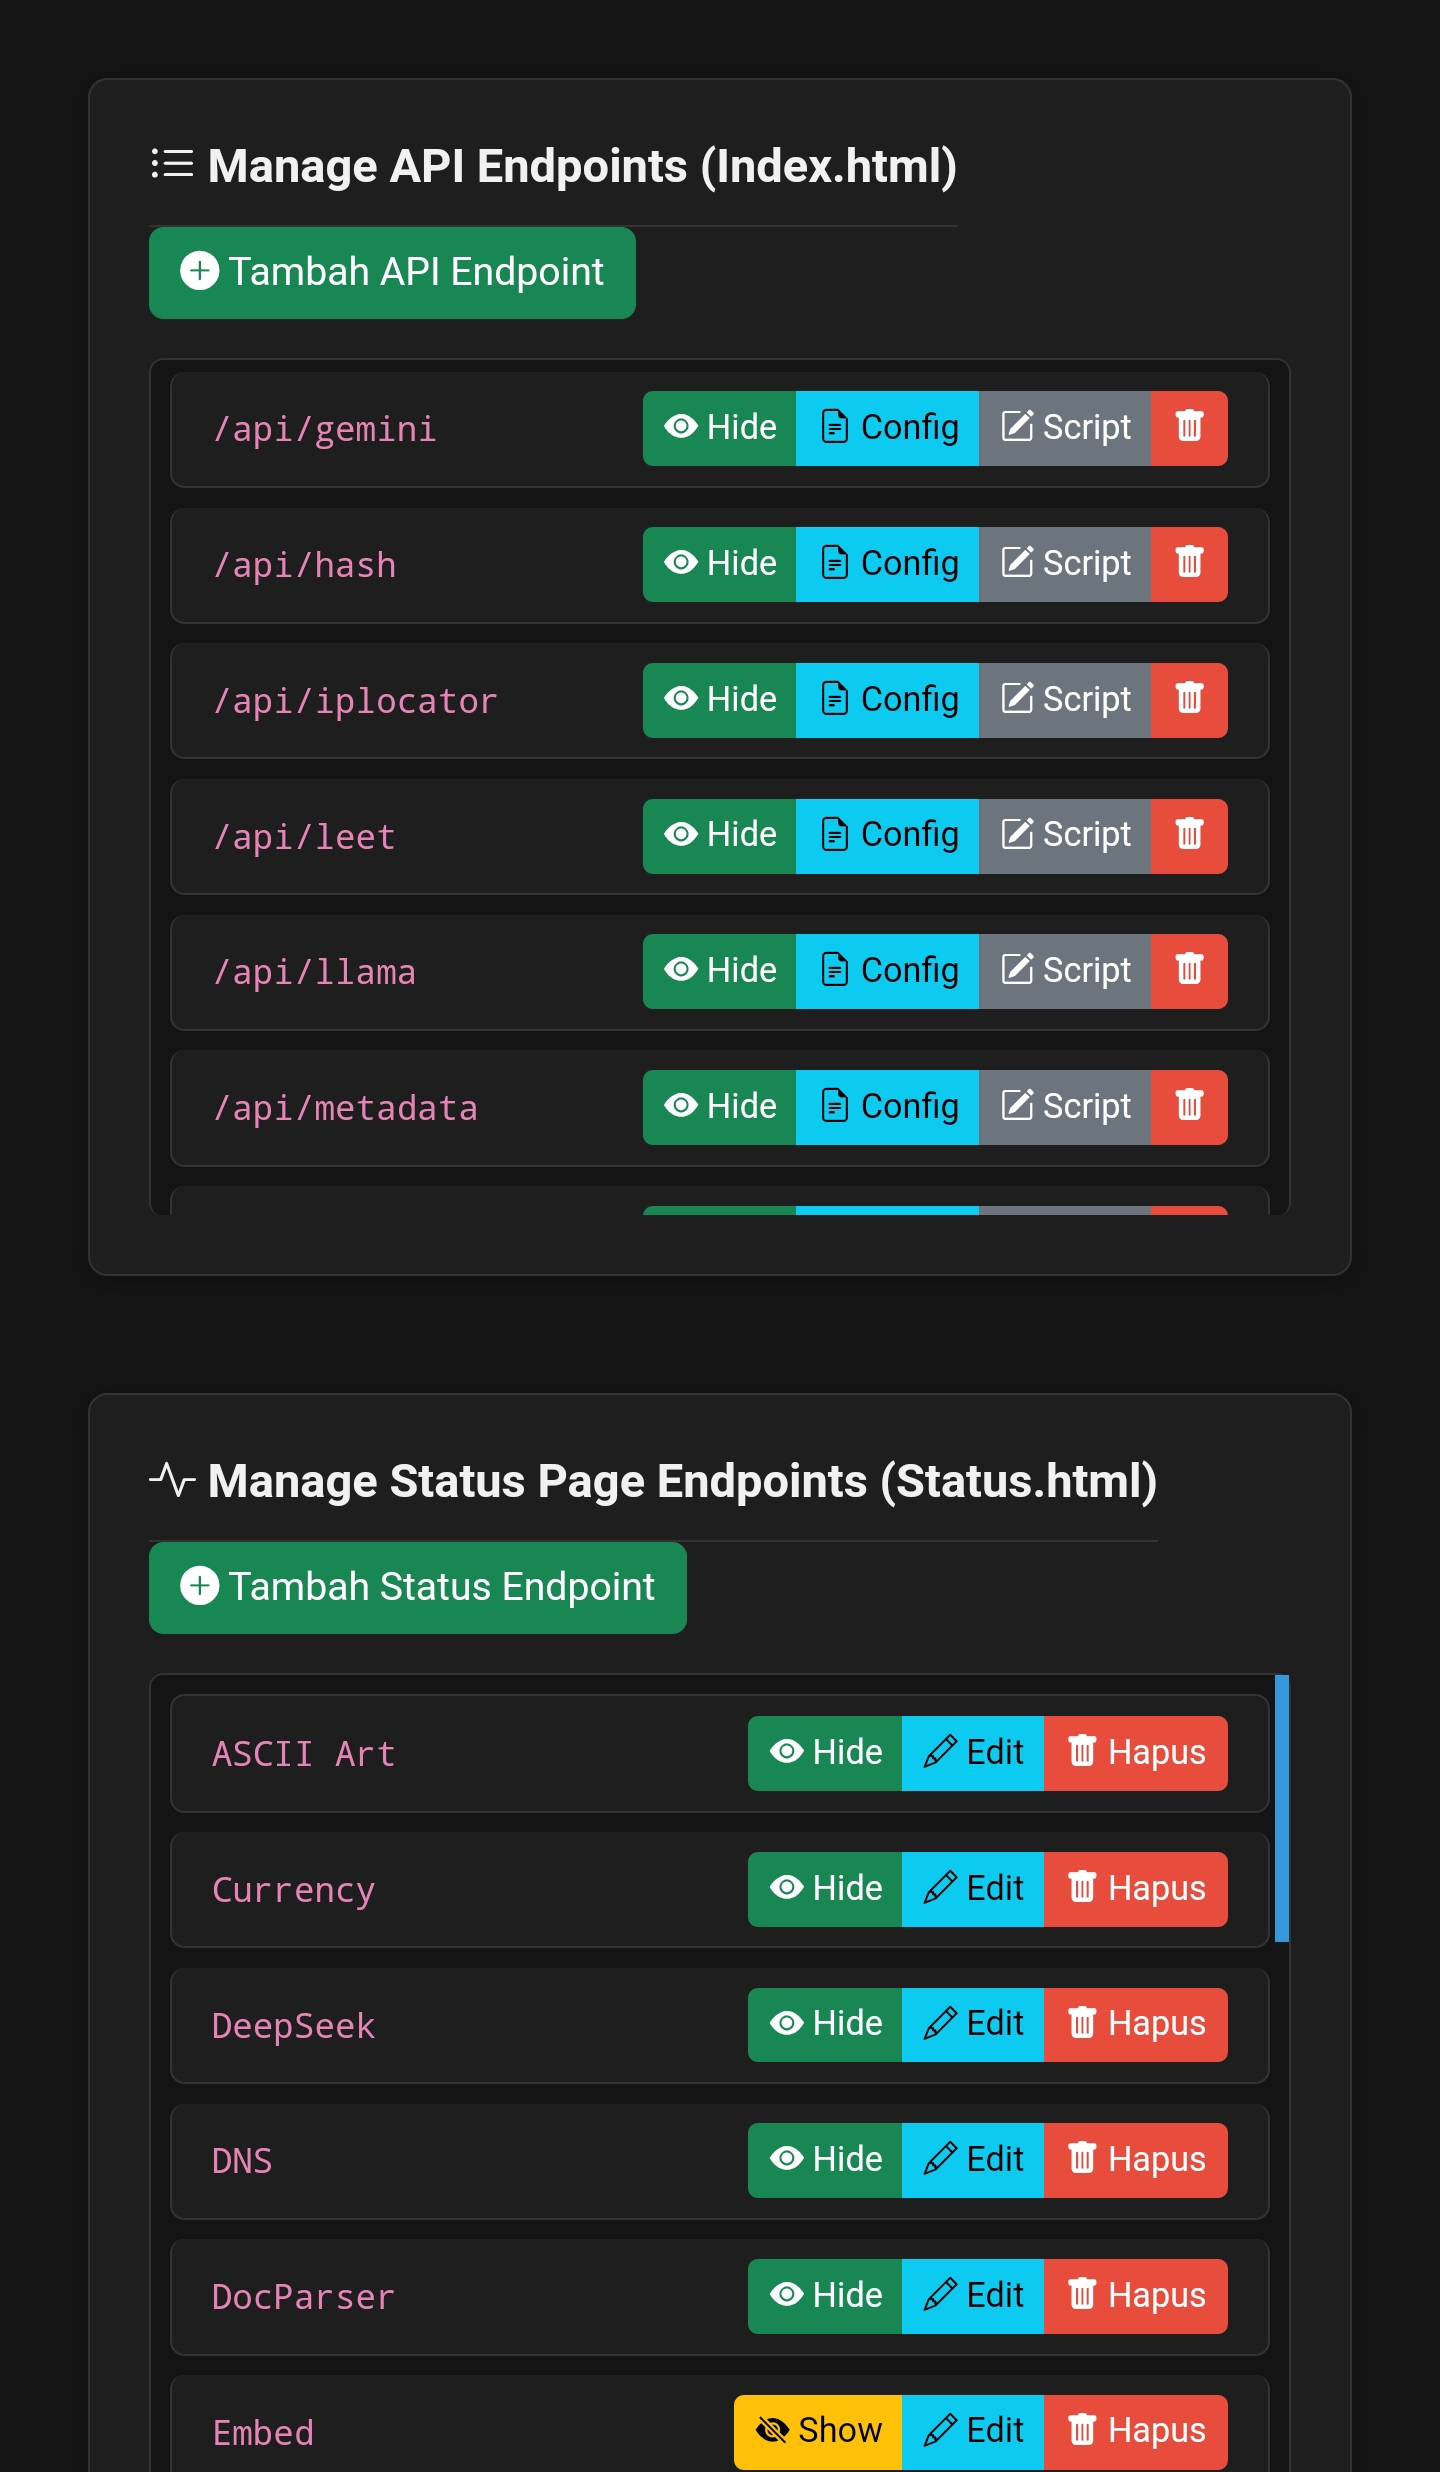 Manage API Endpoints (Index.html)
Tambah API Endpoint
/api/gemini Hide Config Script
/api/hash Hide Config Script
/api/iplocator Hide Config Script
/api/leet Hide Config Script
/api/llama Hide Config Script
/api/metadata Hide Config Script
Manage Status Page Endpoints (Status.html)
Tambah Status Endpoint
ASCII Art Hide Edit Hapus
Currency Hide Edit Hapus
DeepSeek Hide Edit Hapus
DNS Hide Edit Hapus
DocParser Hide Edit Hapus
Embed Show Edit Hapus